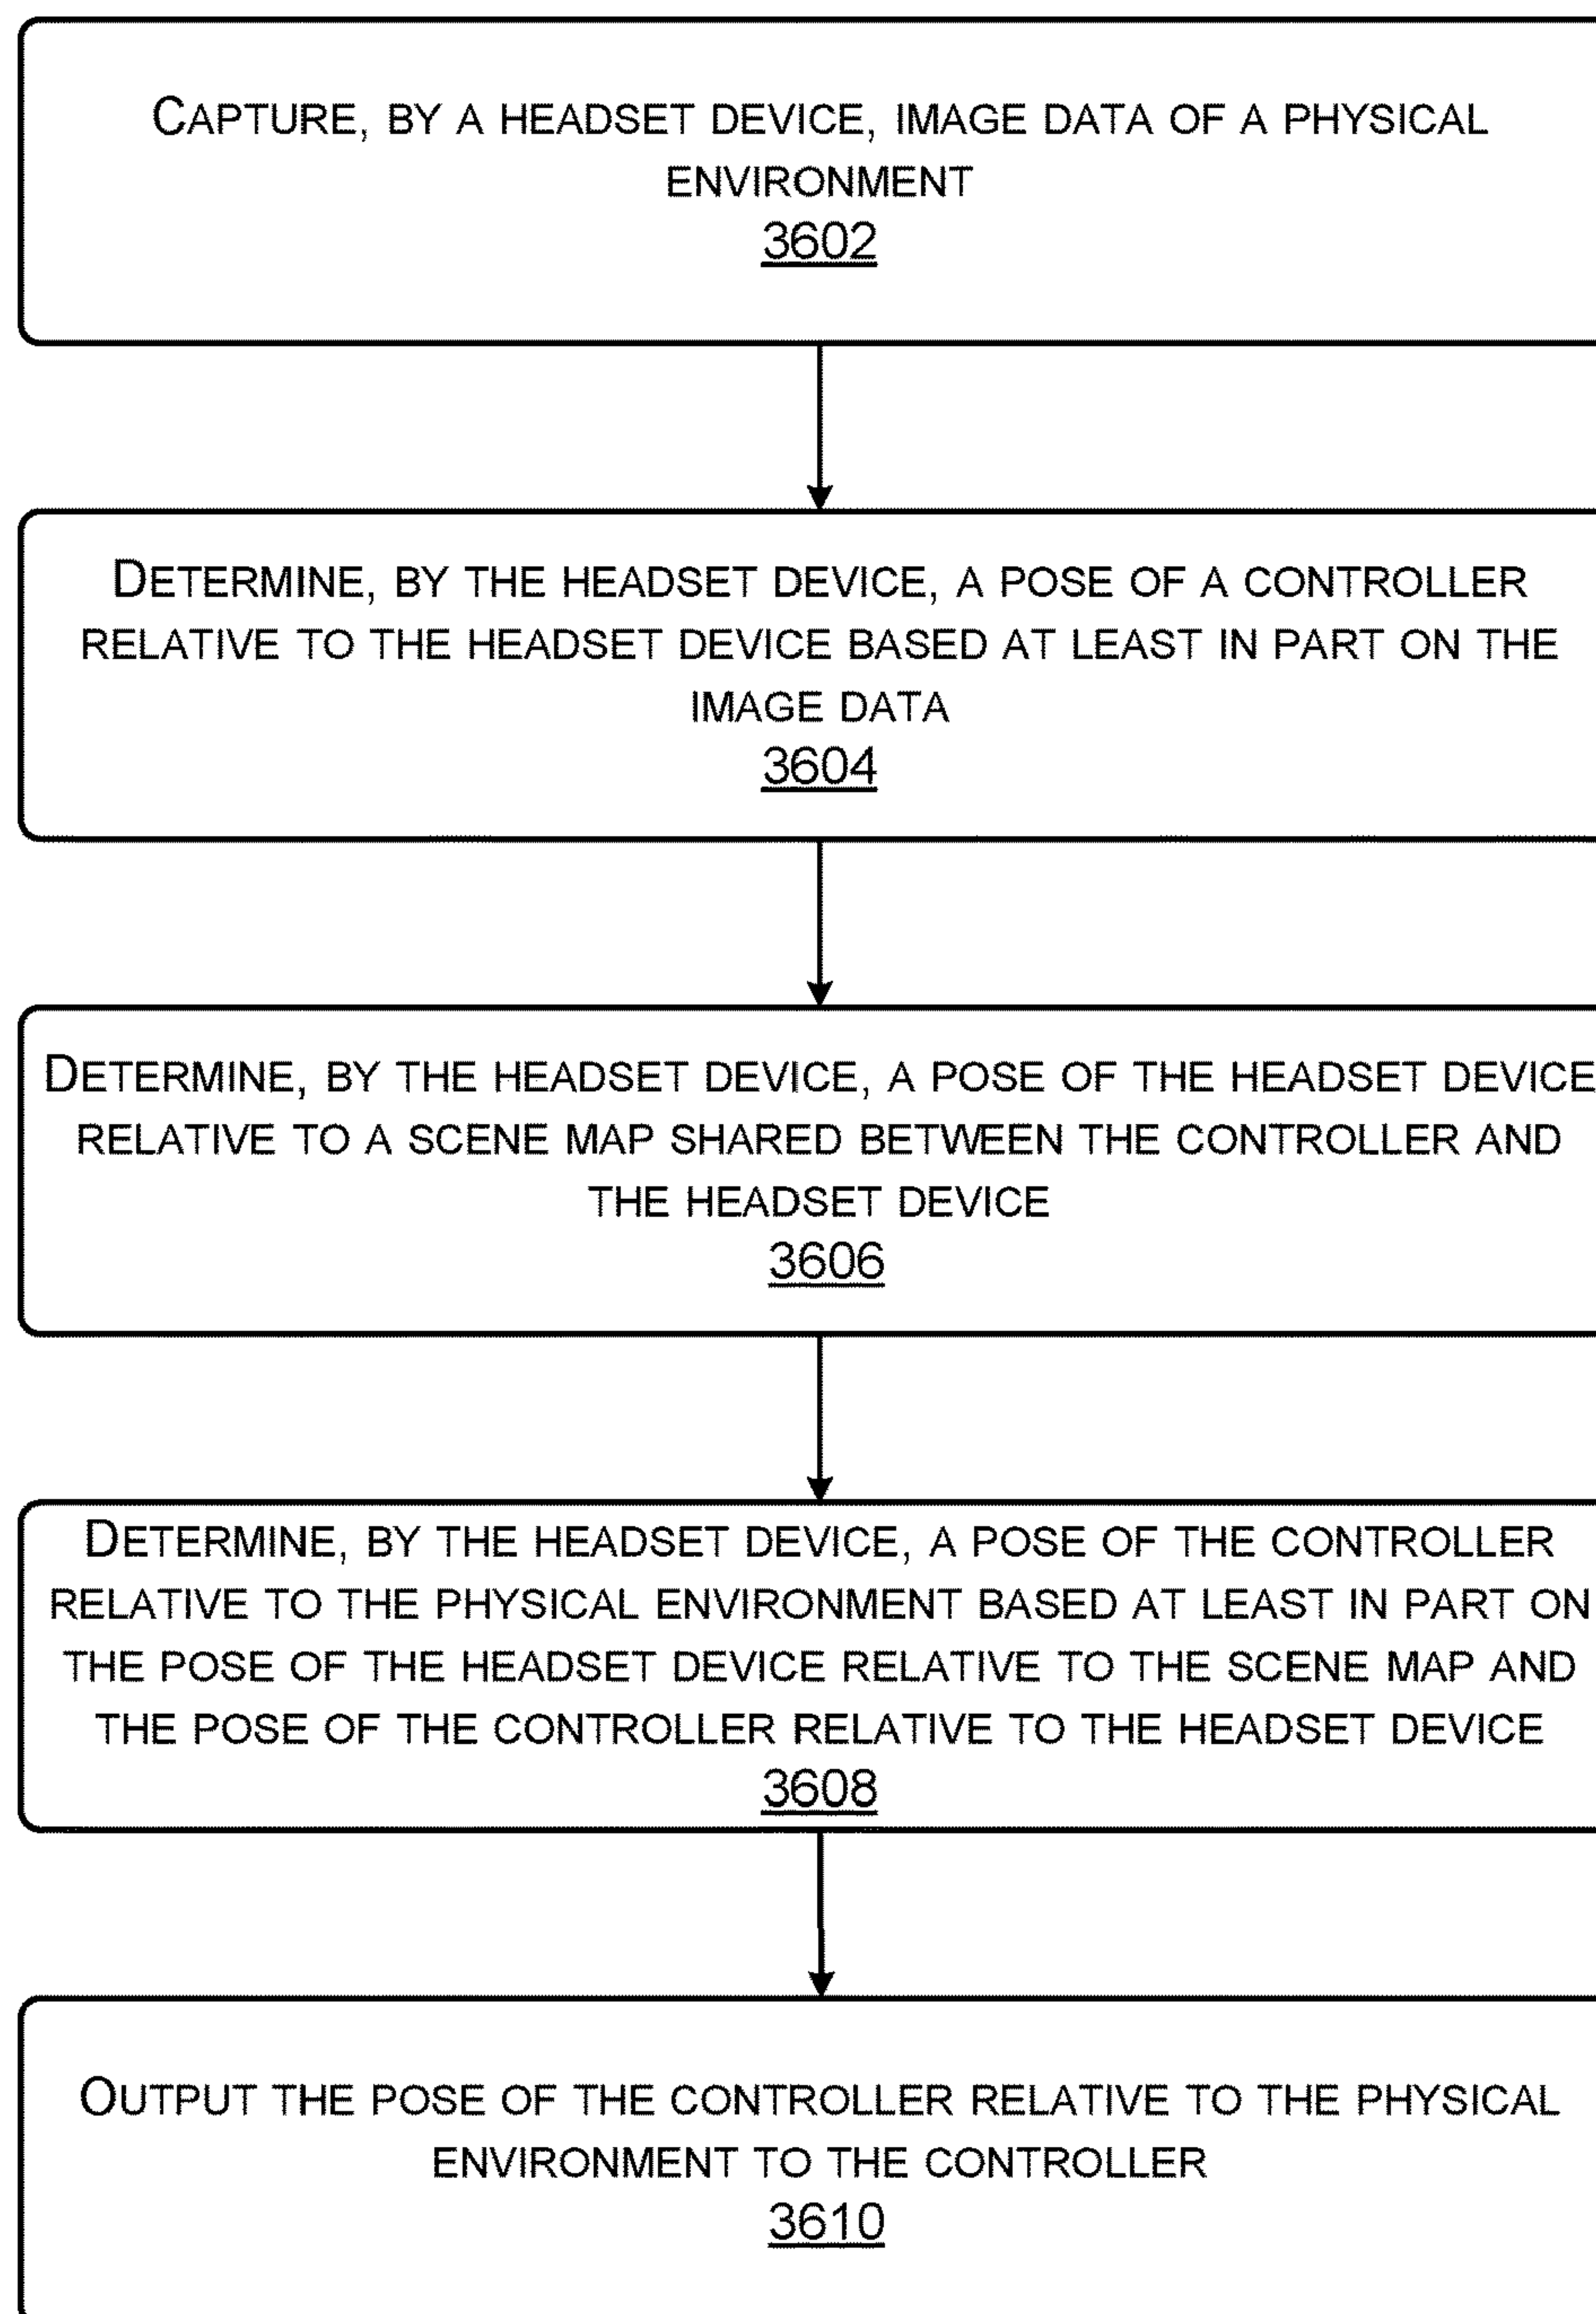 CAPTURE, BY A HEADSET DEVICE, IMAGE DATA OF A PHYSICAL
ENVIRONMENT
3602
DETERMINE, BY THE HEADSET DEVICE, A POSE OF A CONTROLLER
RELATIVE TO THE HEADSET DEVICE BASED AT LEAST IN PART ON THE
IMAGE DATA
3604
DETERMINE, BY THE HEADSET DEVICE, A POSE OF THE HEADSET DEVICE
RELATIVE TO A SCENE MAP SHARED BETWEEN THE CONTROLLER AND
THE HEADSET DEVICE
3606
DETERMINE, BY THE HEADSET DEVICE, A POSE OF THE CONTROLLER
RELATIVE TO THE PHYSICAL ENVIRONMENT BASED AT LEAST IN PART ON
THE POSE OF THE HEADSET DEVICE RELATIVE TO THE SCENE MAP AND
THE POSE OF THE CONTROLLER RELATIVE TO THE HEADSET DEVICE
3608
OUTPUT THE POSE OF THE CONTROLLER RELATIVE TO THE PHYSICAL
ENVIRONMENT TO THE CONTROLLER
3610